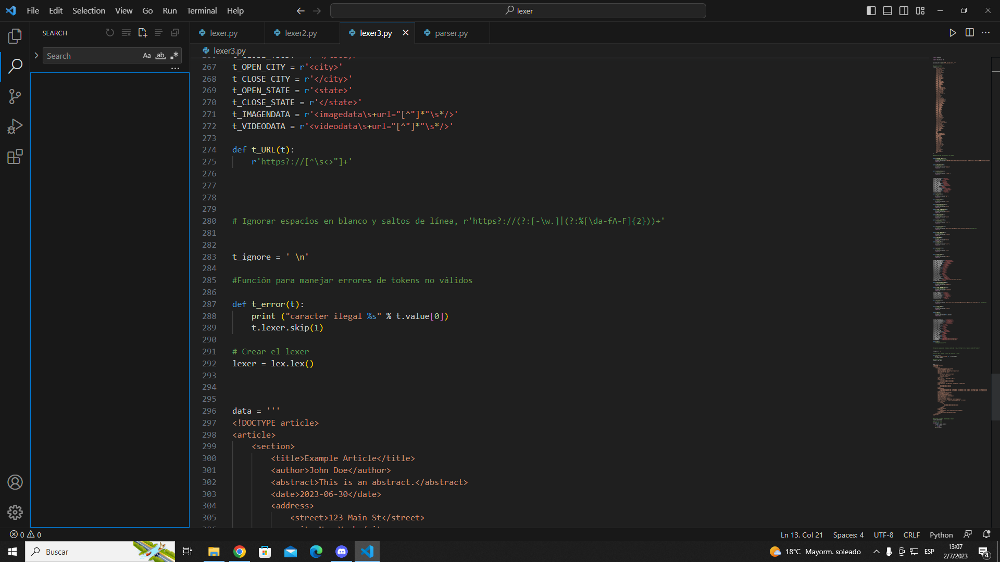 File Edit Selection View Go Run Terminal Help
lexer
SEARCH
Search
Aa ab
lexer.py
lexer2.py
lexer3.py
parser.py
lexer3.py
267 t_OPEN_CITY = r'<city>'
268 t_CLOSE_CITY = r'</city>'
269 t_OPEN_STATE = r'<state>'
270 t_CLOSE_STATE = r'</state>'
271 t_IMAGENDATA = r'<imagedata\s+url="[^"]*"\s*/>'
272 t_VIDEODATA = r'<videodata\s+url="[^"]*"\s*/>'
273
274 def t_URL(t):
275 r'https?://[^\s<>"]+'
276
277
278
279
280 # Ignorar espacios en blanco y saltos de línea, r'https?://(?:[-\w.]|(?:%[\da-fA-F]{2}))+'
281
282
283 t_ignore = ' \n'
284
285 #Función para manejar errores de tokens no válidos
286
287 def t_error(t):
288 print ("caracter ilegal %s" % t.value[0])
289 t.lexer.skip(1)
290
291 # Crear el lexer
292 lexer = lex.lex()
293
294
295
296 data = '''
297 <!DOCTYPE article>
298 <article>
299 <section>
300 <title>Example Article</title>
301 <author>John Doe</author>
302 <abstract>This is an abstract.</abstract>
303 <date>2023-06-30</date>
304 <address>
305 <street>123 Main St</street>
0 0
Ln 13, Col 21 Spaces: 4 UTF-8 CRLF Python
Buscar
18°C Mayorm. soleado
ESP
13:07
2/7/2023
4